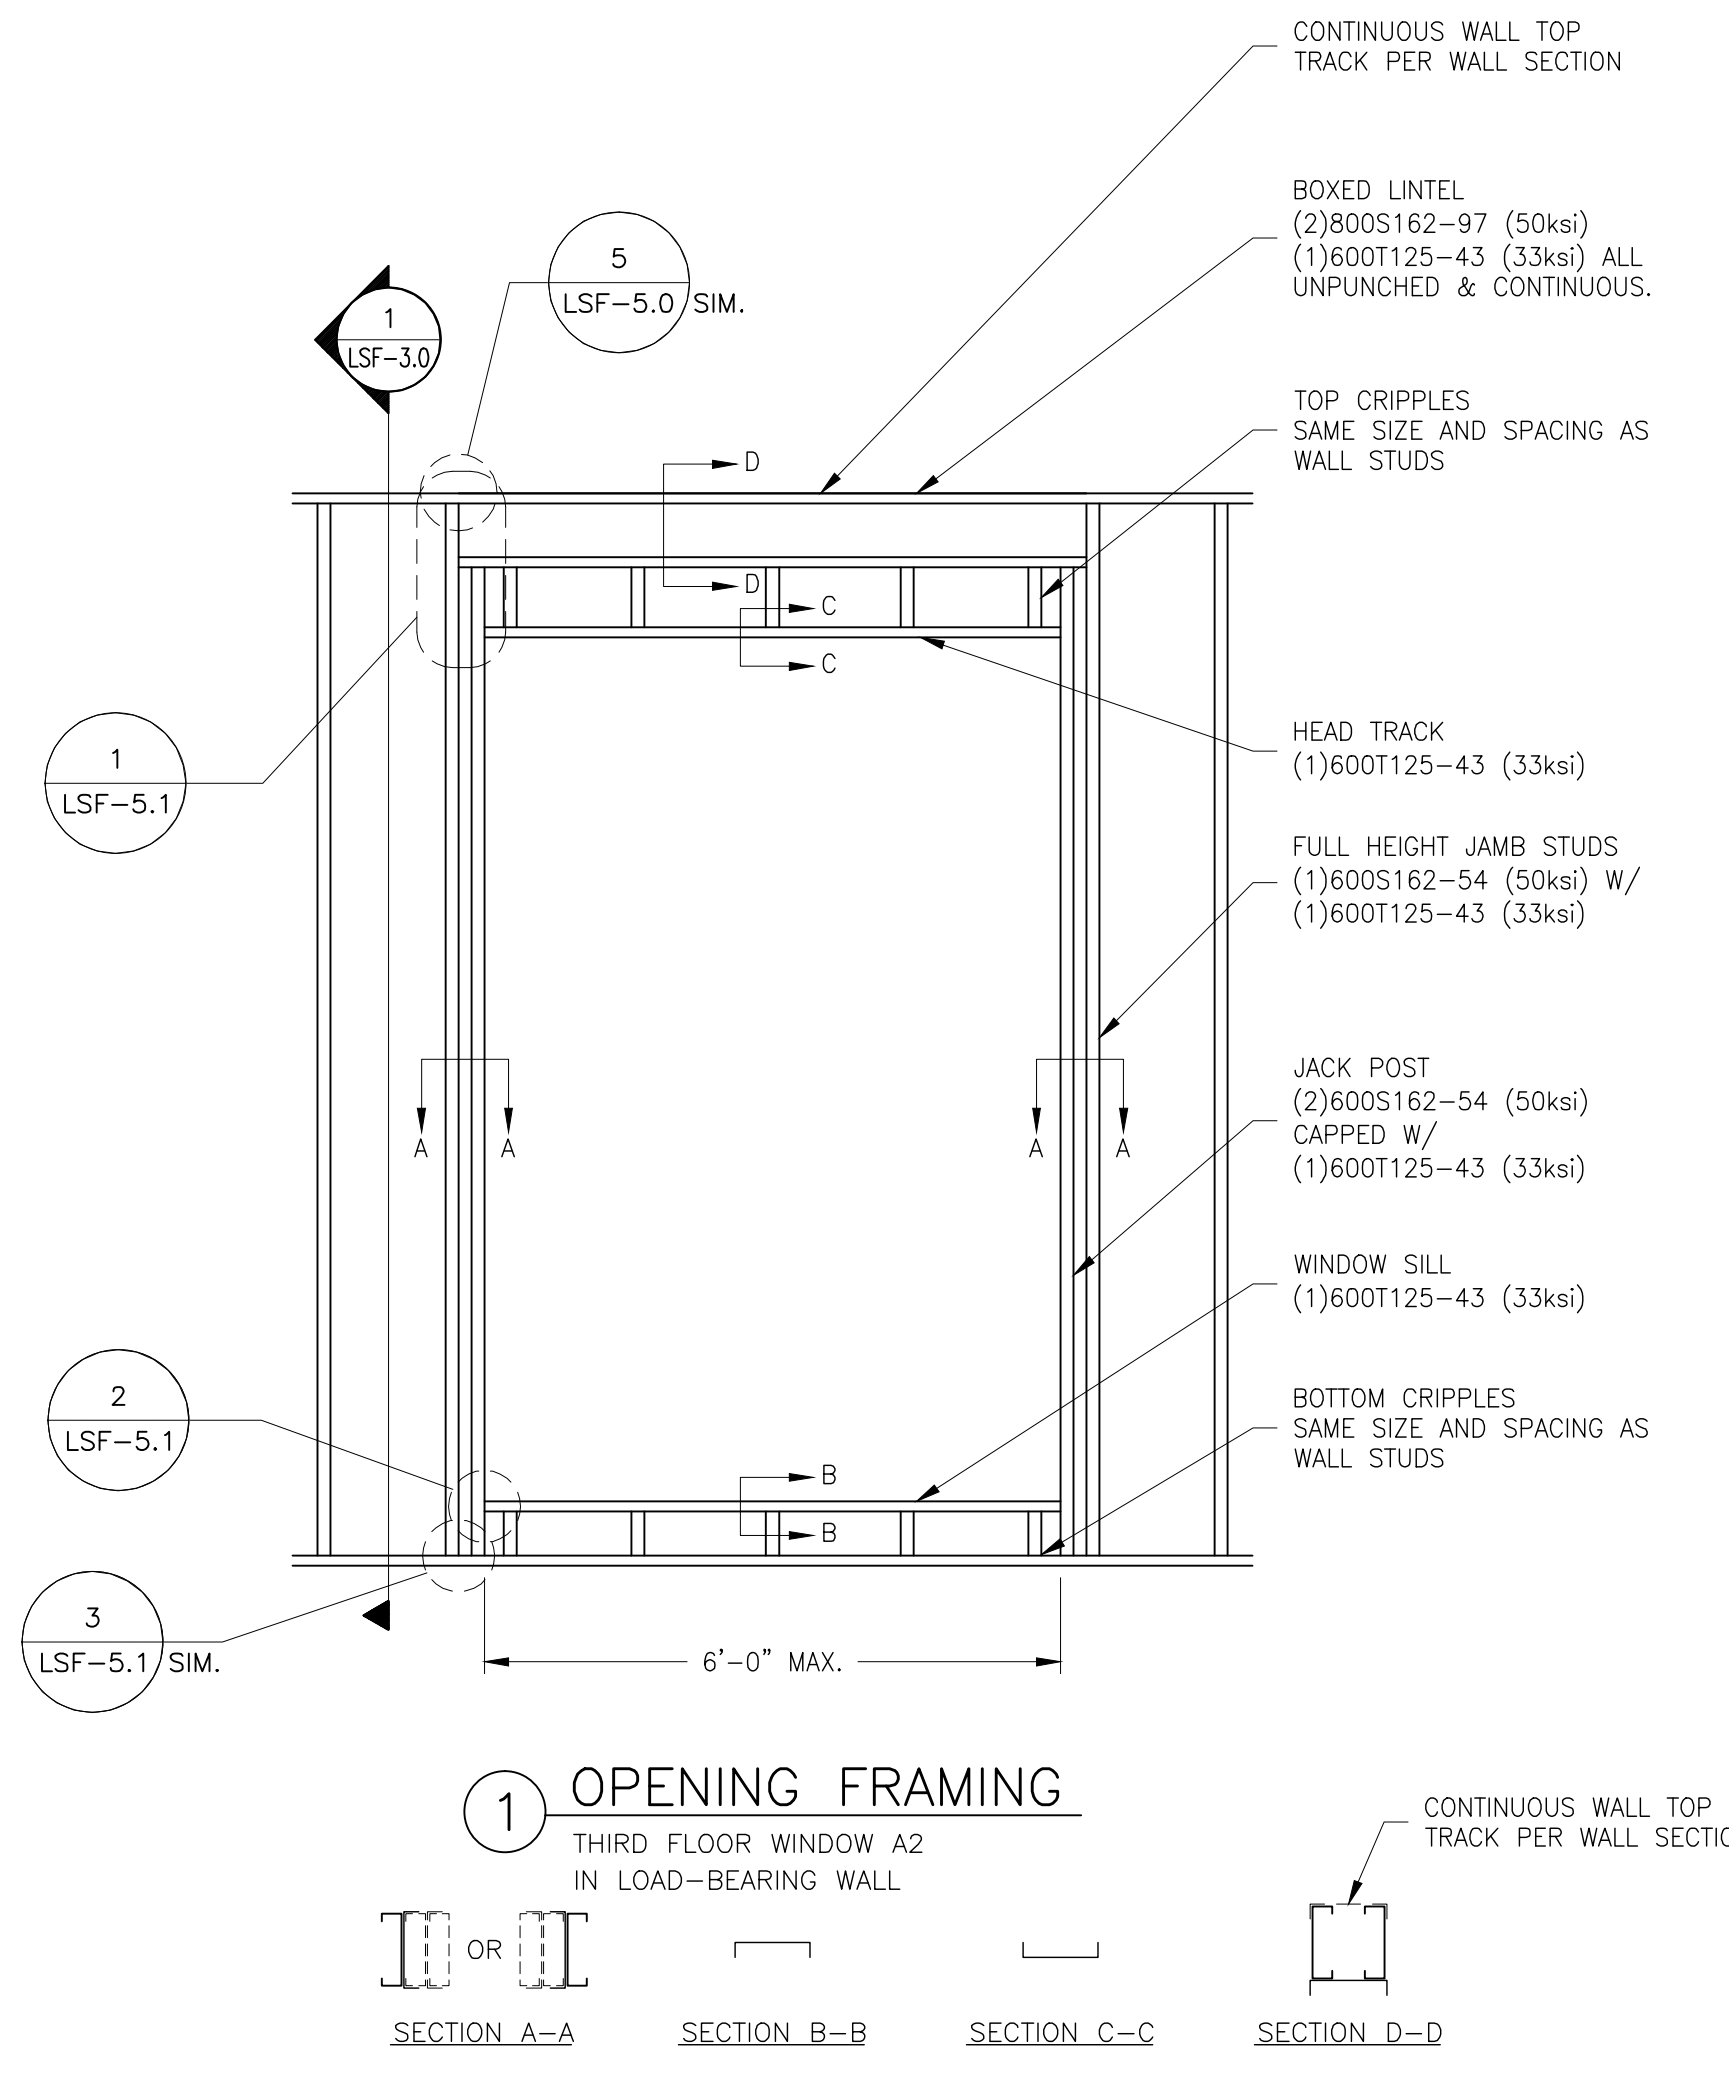 CONTINUOUS WALL TOP
TRACK PER WALL SECTION
BOXED LINTEL
(2)800S162-97 (50ksi)
(1)600T125-43 (33ksi) ALL
UNPUNCHED & CONTINUOUS.
5
LSF-5.0 SIM.
1
LSF-3.0
TOP CRIPPLES
SAME SIZE AND SPACING AS
WALL STUDS
D
D
C
C
HEAD TRACK
(1)600T125-43 (33ksi)
1
LSF-5.1
FULL HEIGHT JAMB STUDS
(1)600S162-54 (50ksi) W/
(1)600T125-43 (33ksi)
JACK POST
(2)600S162-54 (50ksi)
CAPPED W/
(1)600T125-43 (33ksi)
A A A A
WINDOW SILL
(1)600T125-43 (33ksi)
2
LSF-5.1
BOTTOM CRIPPLES
SAME SIZE AND SPACING AS
WALL STUDS
B
B
3
LSF-5.1 SIM.
6'-0" MAX.
1 OPENING FRAMING
THIRD FLOOR WINDOW A2
IN LOAD-BEARING WALL
CONTINUOUS WALL TOP
TRACK PER WALL SECTIO
OR
SECTION A-A SECTION B-B SECTION C-C SECTION D-D